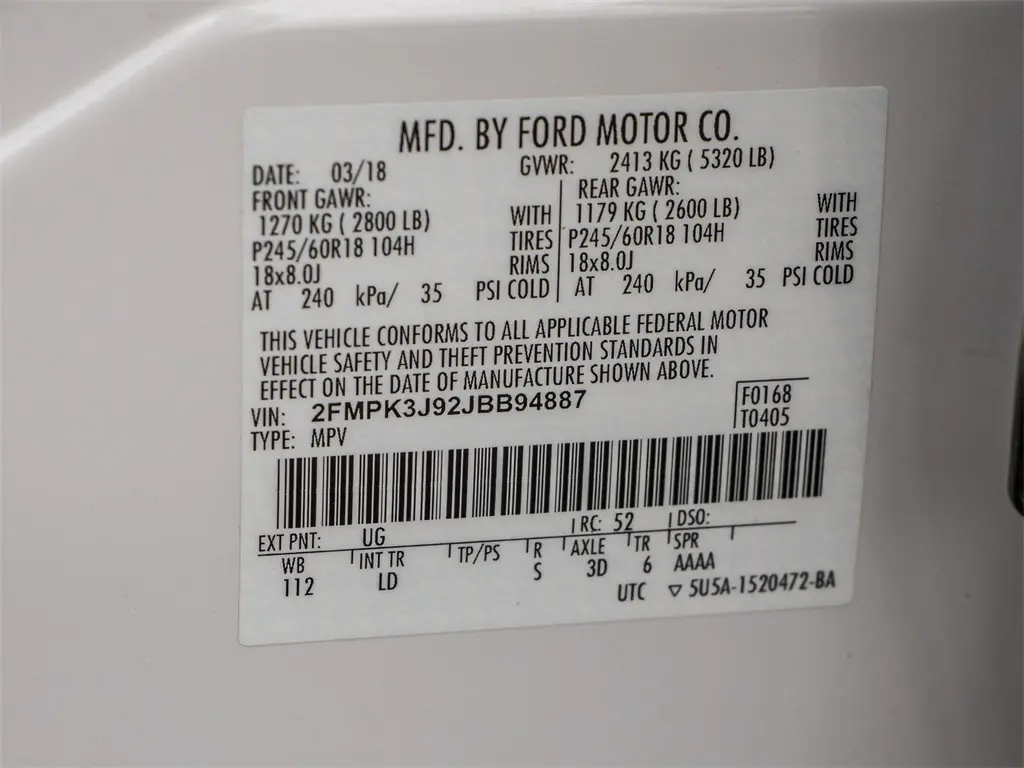 MFD. BY FORD MOTOR CO.
DATE: 03/18 GVWR: 2413 KG ( 5320 LB)
FRONT GAWR: REAR GAWR:
1270 KG ( 2800 LB) WITH 1179 KG ( 2600 LB) WITH
P245/60R18 104H TIRES P245/60R18 104H TIRES
18x8.0J RIMS 18x8.0J RIMS
AT 240 kPa/ 35 PSI COLD AT 240 kPa/ 35 PSI COLD
THIS VEHICLE CONFORMS TO ALL APPLICABLE FEDERAL MOTOR
VEHICLE SAFETY AND THEFT PREVENTION STANDARDS IN
EFFECT ON THE DATE OF MANUFACTURE SHOWN ABOVE.
VIN: 2FMPK3J92JBB94887 F0168
TYPE: MPV T0405
EXT PNT: UG RC: 52 DSO:
WB INT TR TP/PS R AXLE TR SPR
112 LD S 3D 6 AAAA
UTC ▽ 5U5A-1520472-BA